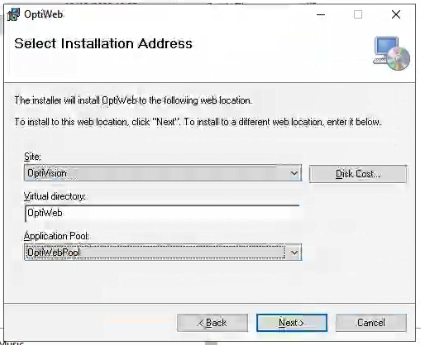 OptiWeb
Select Installation Address
The installer will install OptiWeb to the following web location.
To install to this web location, click "Next". To install to a different web location, enter it below.
Site:
OptiVision
Disk Cost...
Virtual directory:
OptiWeb
Application Pool:
OptiWebPool
< Back
Next >
Cancel
Music